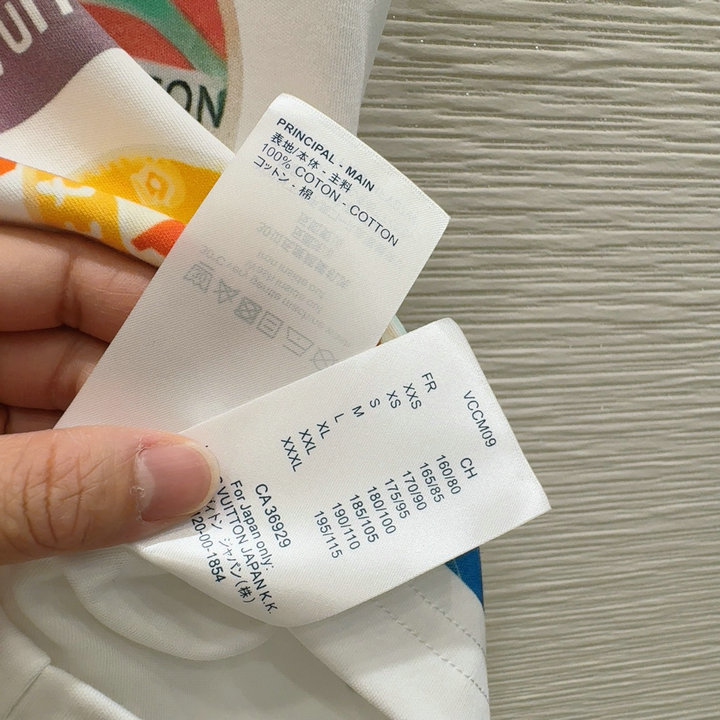 VUIT
TON
PRINCIPAL - MAIN
表地/本体 - 主料
100% COTON - COTTON
コットン - 棉
VCCM09
FR CH
XXS 160/80
XS 165/85
S 170/90
M 175/95
L 180/100
XL 185/105
XXL 190/110
XXXL 195/115
CA 36929
For Japan only:
VUITTON JAPAN K.K.
イトン ジャパン(株)
20-00-1854